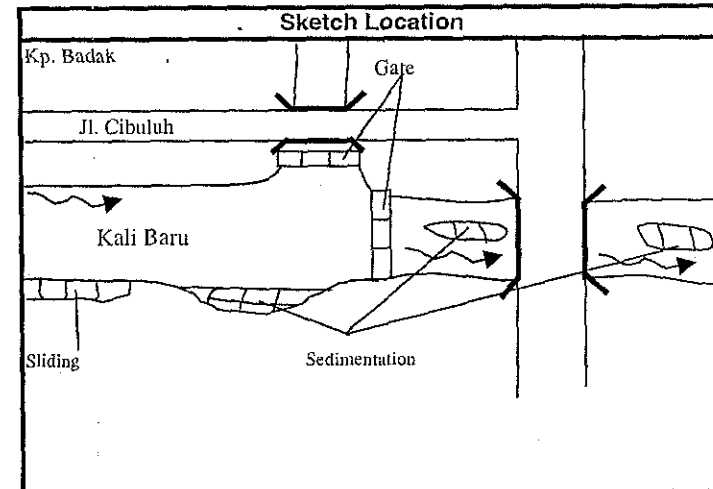 Sketch Location
Kp. Badak
Gate
Jl. Cibuluh
Kali Baru
Sliding
Sedimentation